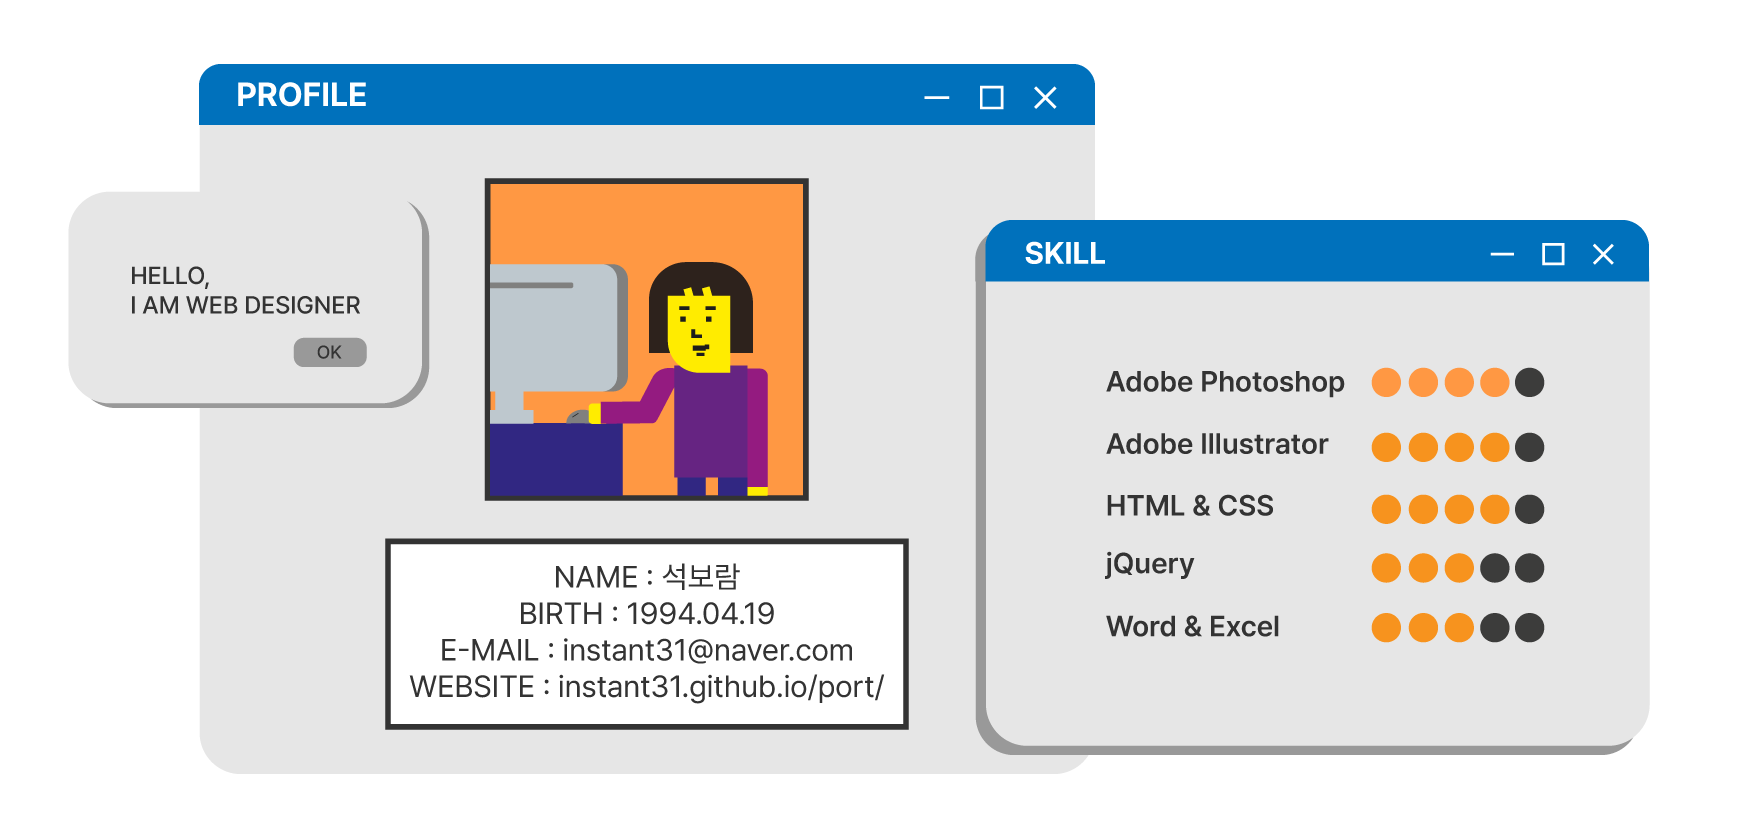 PROFILE
HELLO,
I AM WEB DESIGNER
OK
NAME : 석보람
BIRTH : 1994.04.19
E-MAIL : instant31@naver.com
WEBSITE : instant31.github.io/port/
SKILL
Adobe Photoshop
Adobe Illustrator
HTML & CSS
jQuery
Word & Excel